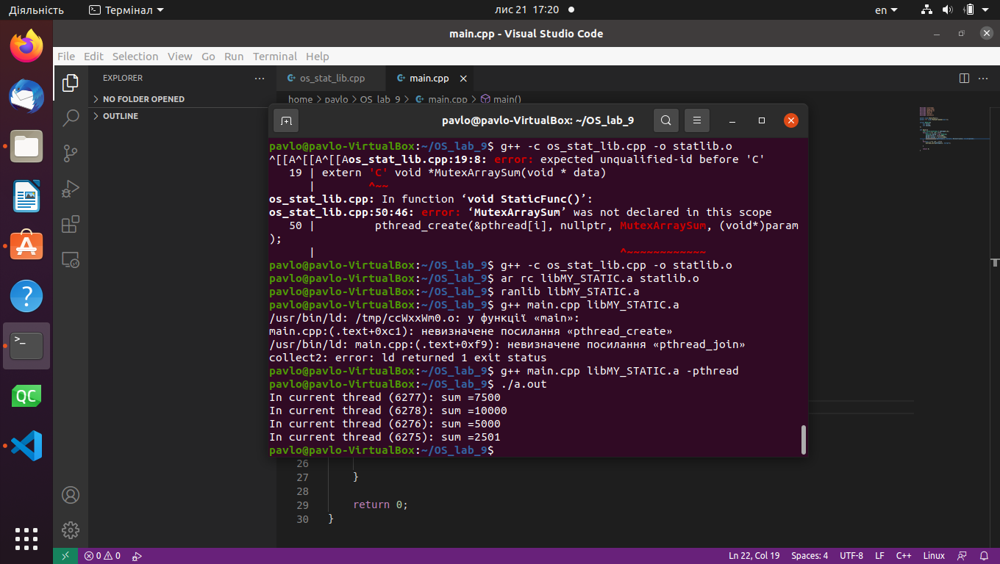 Діяльність
Термінал
лис 21 17:20
en
main.cpp - Visual Studio Code
File Edit Selection View Go Run Terminal Help
EXPLORER
NO FOLDER OPENED
OUTLINE
os_stat_lib.cpp
main.cpp
home > pavlo > OS_lab_9 > main.cpp > main()
pavlo@pavlo-VirtualBox: ~/OS_lab_9
pavlo@pavlo-VirtualBox:~/OS_lab_9$ g++ -c os_stat_lib.cpp -o statlib.o
^[[A^[[A^[[Aos_stat_lib.cpp:19:8: error: expected unqualified-id before 'C'
19 | extern 'C' void *MutexArraySum(void * data)
| ^~~
os_stat_lib.cpp: In function ‘void StaticFunc()’:
os_stat_lib.cpp:50:46: error: ‘MutexArraySum’ was not declared in this scope
50 | pthread_create(&pthread[i], nullptr, MutexArraySum, (void*)param
);
| ^~~~~~~~~~~~~
pavlo@pavlo-VirtualBox:~/OS_lab_9$ g++ -c os_stat_lib.cpp -o statlib.o
pavlo@pavlo-VirtualBox:~/OS_lab_9$ ar rc libMY_STATIC.a statlib.o
pavlo@pavlo-VirtualBox:~/OS_lab_9$ ranlib libMY_STATIC.a
pavlo@pavlo-VirtualBox:~/OS_lab_9$ g++ main.cpp libMY_STATIC.a
/usr/bin/ld: /tmp/ccWxxWm0.o: у функції «main»:
main.cpp:(.text+0xc1): невизначене посилання «pthread_create»
/usr/bin/ld: main.cpp:(.text+0xf9): невизначене посилання «pthread_join»
collect2: error: ld returned 1 exit status
pavlo@pavlo-VirtualBox:~/OS_lab_9$ g++ main.cpp libMY_STATIC.a -pthread
pavlo@pavlo-VirtualBox:~/OS_lab_9$ ./a.out
In current thread (6277): sum =7500
In current thread (6278): sum =10000
In current thread (6276): sum =5000
In current thread (6275): sum =2501
pavlo@pavlo-VirtualBox:~/OS_lab_9$
26
27 }
28
29 return 0;
30 }
QC
0 0
Ln 22, Col 19 Spaces: 4 UTF-8 LF C++ Linux